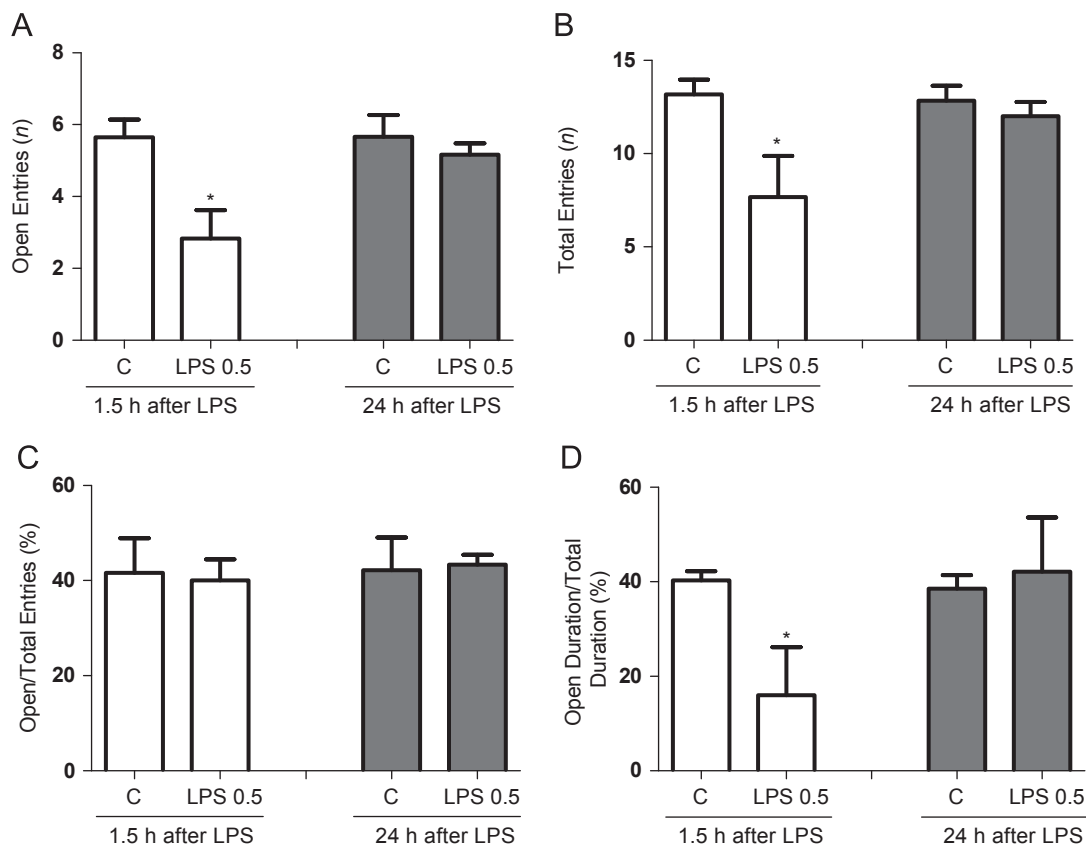 A
Open Entries (n)
8
6
4
2
0
*
C LPS 0.5 C LPS 0.5
1.5 h after LPS 24 h after LPS
B
Total Entries (n)
15
10
5
0
*
C LPS 0.5 C LPS 0.5
1.5 h after LPS 24 h after LPS
C
Open/Total Entries (%)
60
40
20
0
C LPS 0.5 C LPS 0.5
1.5 h after LPS 24 h after LPS
D
Open Duration/Total
Duration (%)
60
40
20
0
*
C LPS 0.5 C LPS 0.5
1.5 h after LPS 24 h after LPS